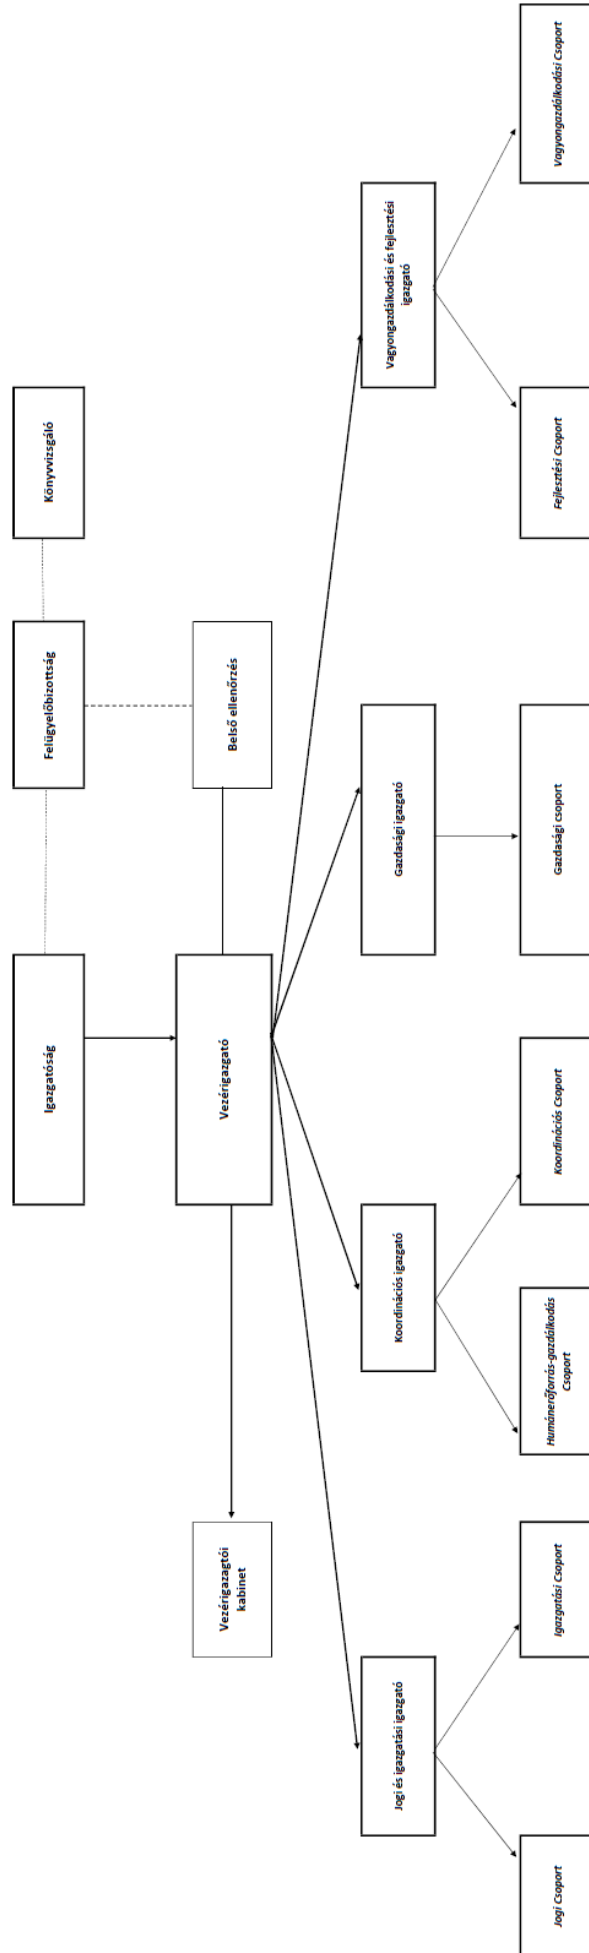 Igazgatóság
Felügyelőbizottság
Könyvvizsgáló
Vezérigazagtói
kabinet
Vezérigazgató
Belső ellenőrzés
Jogi és igazgatási igazgató
Koordinációs igazgató
Gazdasági igazgató
Vagyongazdálkodási és fejlesztési
igazgató
Jogi Csoport
Igazgatási Csoport
Humánerőforrás-gazdálkodás
Csoport
Koordinációs Csoport
Gazdasági csoport
Fejlesztési Csoport
Vagyongazdálkodási Csoport